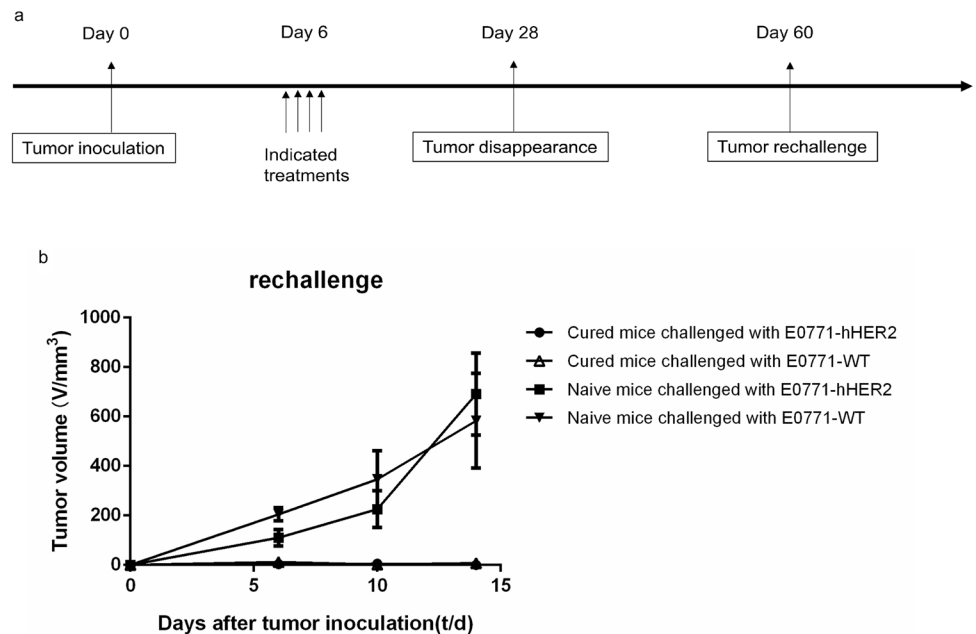 a
Day 0
Day 6
Day 28
Day 60
Tumor inoculation
Indicated
treatments
Tumor disappearance
Tumor rechallenge
b
rechallenge
Tumor volume (V/mm³)
1000
800
600
400
200
0
0
5
10
15
Days after tumor inoculation(t/d)
Cured mice challenged with E0771-hHER2
Cured mice challenged with E0771-WT
Naive mice challenged with E0771-hHER2
Naive mice challenged with E0771-WT